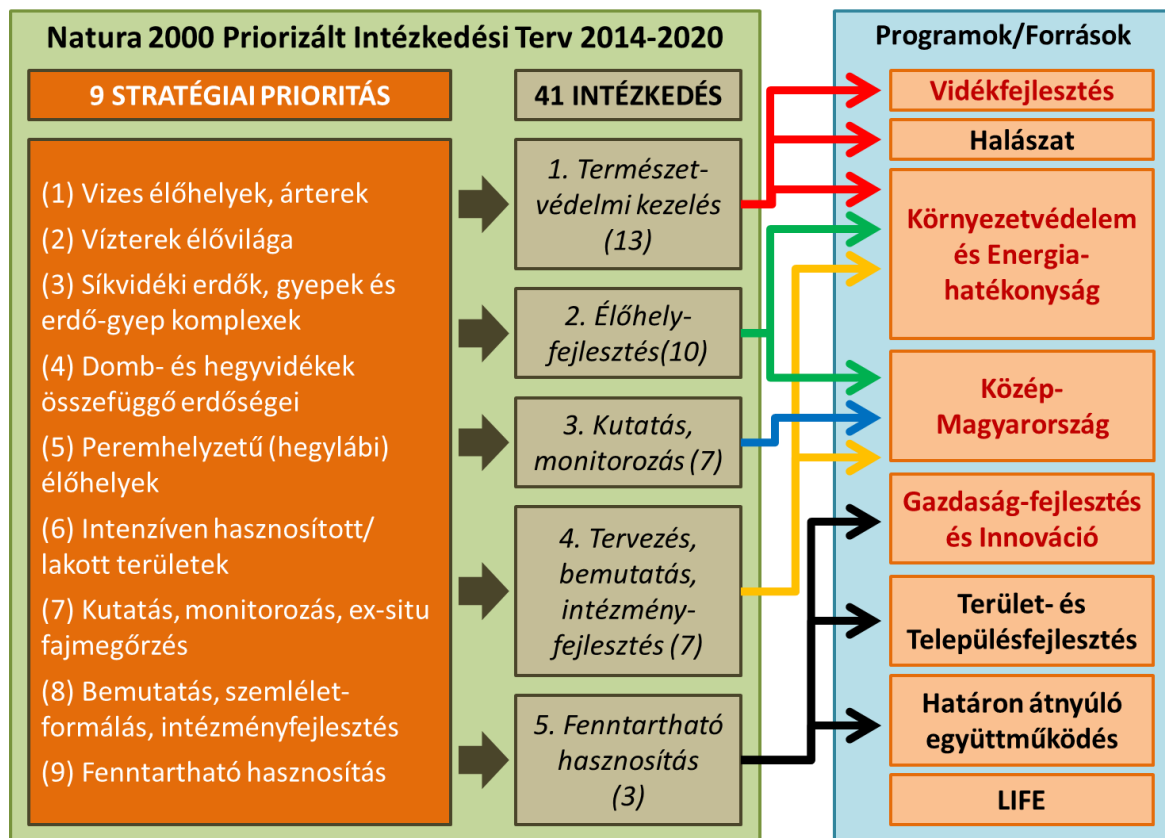 Natura 2000 Priorizált Intézkedési Terv 2014-2020
9 STRATÉGIAI PRIORITÁS
(1) Vizes élőhelyek, árterek
(2) Vízterek élővilága
(3) Síkvidéki erdők, gyepek és
erdő-gyep komplexek
(4) Domb- és hegyvidékek
összefüggő erdőségei
(5) Peremhelyzetű (hegylábi)
élőhelyek
(6) Intenzíven hasznosított/
lakott területek
(7) Kutatás, monitorozás, ex-situ
fajmegőrzés
(8) Bemutatás, szemlélet-
formálás, intézményfejlesztés
(9) Fenntartható hasznosítás
41 INTÉZKEDÉS
1. Természet-
védelmi kezelés
(13)
2. Élőhely-
fejlesztés(10)
3. Kutatás,
monitorozás (7)
4. Tervezés,
bemutatás,
intézmény-
fejlesztés (7)
5. Fenntartható
hasznosítás
(3)
Programok/Források
Vidékfejlesztés
Halászat
Környezetvédelem
és Energia-
hatékonyság
Közép-
Magyarország
Gazdaság-fejlesztés
és Innováció
Terület- és
Településfejlesztés
Határon átnyúló
együttműködés
LIFE